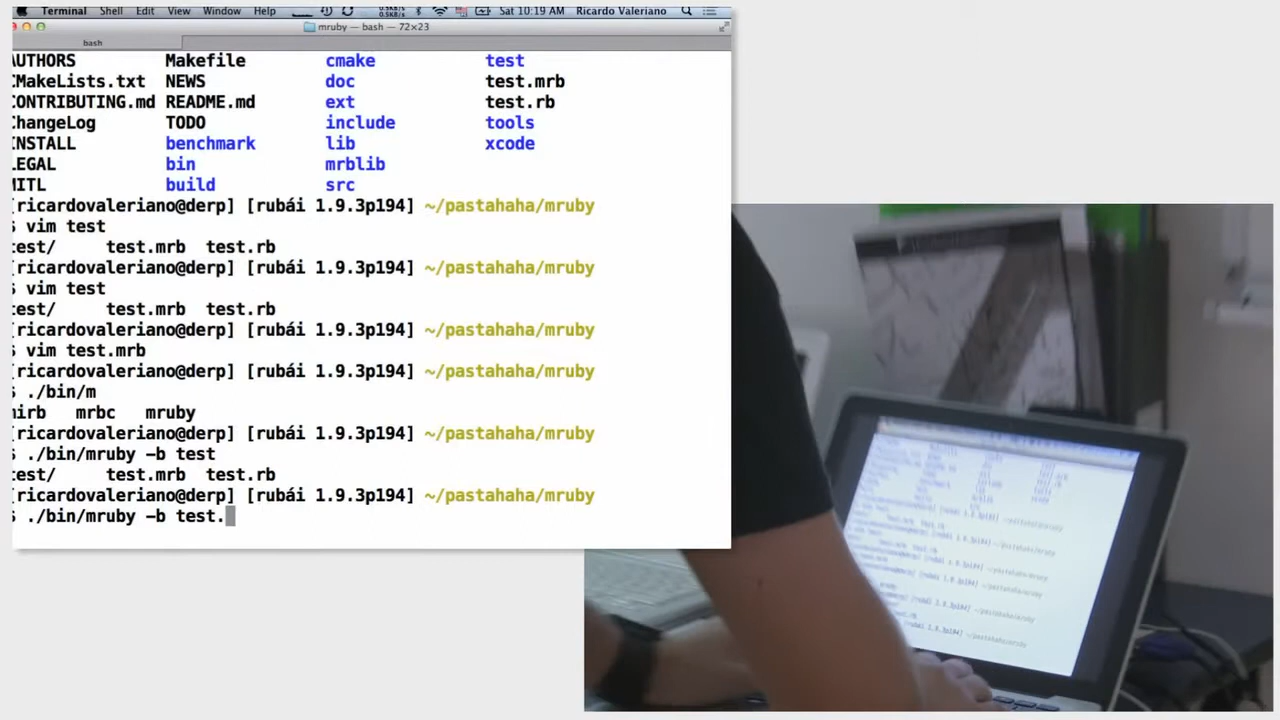 Terminal Shell Edit View Window Help Sat 10:19 AM Ricardo Valeriano
mruby — bash — 72×23
bash
AUTHORS Makefile cmake test
CMakeLists.txt NEWS doc test.mrb
CONTRIBUTING.md README.md ext test.rb
ChangeLog TODO include tools
INSTALL benchmark lib xcode
LEGAL bin mrblib
MITL build src
[ricardovaleriano@derp] [rubái 1.9.3p194] ~/pastahaha/mruby
$ vim test
test/ test.mrb test.rb
[ricardovaleriano@derp] [rubái 1.9.3p194] ~/pastahaha/mruby
$ vim test
test/ test.mrb test.rb
[ricardovaleriano@derp] [rubái 1.9.3p194] ~/pastahaha/mruby
$ vim test.mrb
[ricardovaleriano@derp] [rubái 1.9.3p194] ~/pastahaha/mruby
$ ./bin/m
mirb mrbc mruby
[ricardovaleriano@derp] [rubái 1.9.3p194] ~/pastahaha/mruby
$ ./bin/mruby -b test
test/ test.mrb test.rb
[ricardovaleriano@derp] [rubái 1.9.3p194] ~/pastahaha/mruby
$ ./bin/mruby -b test.